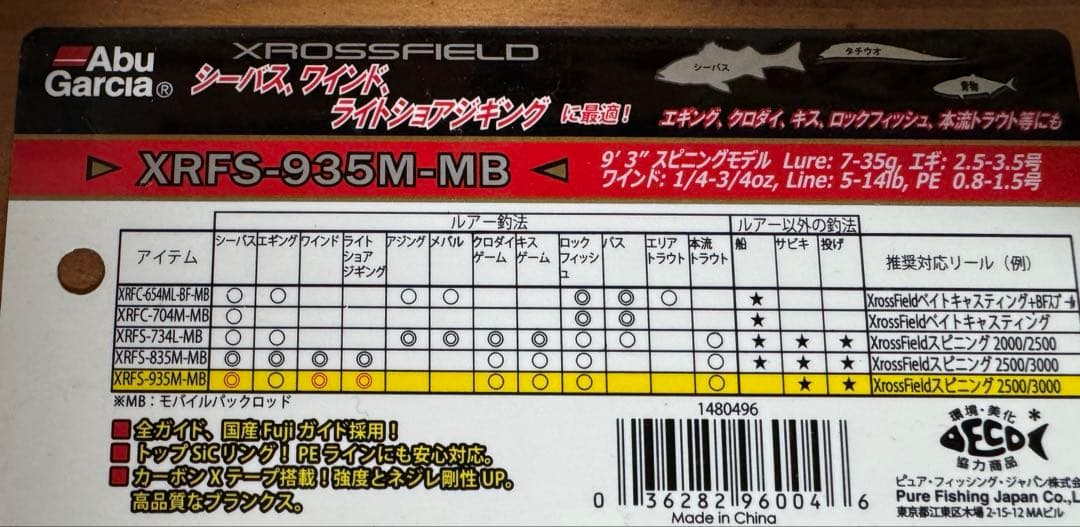 Abu
Garcia®
XROSSFIELD
シーバス、ワインド、
ライトショアジギング に最適！
シーバス
タチウオ
青物
エギング、クロダイ、キス、ロックフィッシュ、本流トラウト等にも
XRFS-935M-MB
9′ 3″ スピニングモデル Lure: 7-35g, エギ: 2.5-3.5号
ワインド: 1/4-3/4oz, Line: 5-14lb, PE 0.8-1.5号
ルアー釣法 ルアー以外の釣法
アイテム シーバス エギング ワインド ライトショアジギング アジング メバル クロダイゲーム キスゲーム ロックフィッシュ バス エリアトラウト 本流トラウト 船 サビキ 投げ 推奨対応リール（例）
XRFC-654ML-BF-MB ○ ○ ○ ○ ◎ ◎ ○ ★ XrossFieldベイトキャスティング+BFスプール
XRFC-704M-MB ○ ◎ ◎ ★ XrossFieldベイトキャスティング
XRFS-734L-MB ○ ○ ◎ ◎ ◎ ◎ ○ ○ ○ ★ ★ ★ XrossFieldスピニング 2000/2500
XRFS-835M-MB ◎ ◎ ◎ ◎ ○ ○ ○ ○ ★ ★ ★ XrossFieldスピニング 2500/3000
XRFS-935M-MB ◎ ○ ◎ ◎ ○ ○ ○ ○ ★ ★ XrossFieldスピニング 2500/3000
※MB：モバイルパックロッド
■全ガイド、国産Fujiガイド採用！
■トップSiCリング！PEラインにも安心対応。
■カーボンXテープ搭載！強度とネジレ剛性UP。
高品質なブランクス。
1480496
0 36282 96004 6
Made in China
環境・美化 *
ECO
協力商品
ピュア・フィッシング・ジャパン株式会
Pure Fishing Japan Co.,L
東京都江東区木場 2-15-12 MAビル